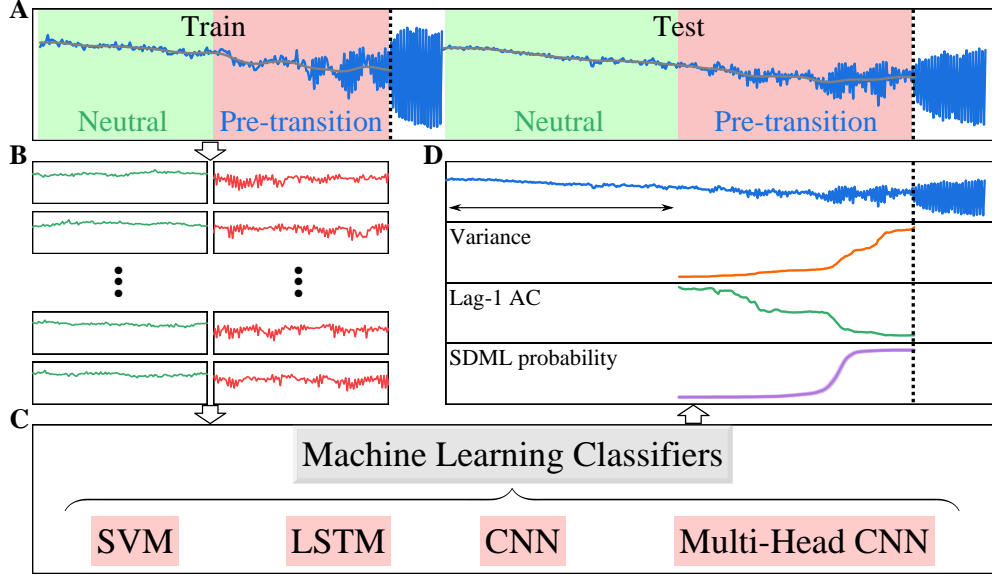 A
Train
Test
Neutral
Pre-transition
Neutral
Pre-transition
B
D
Variance
Lag-1 AC
SDML probability
C
Machine Learning Classifiers
SVM
LSTM
CNN
Multi-Head CNN